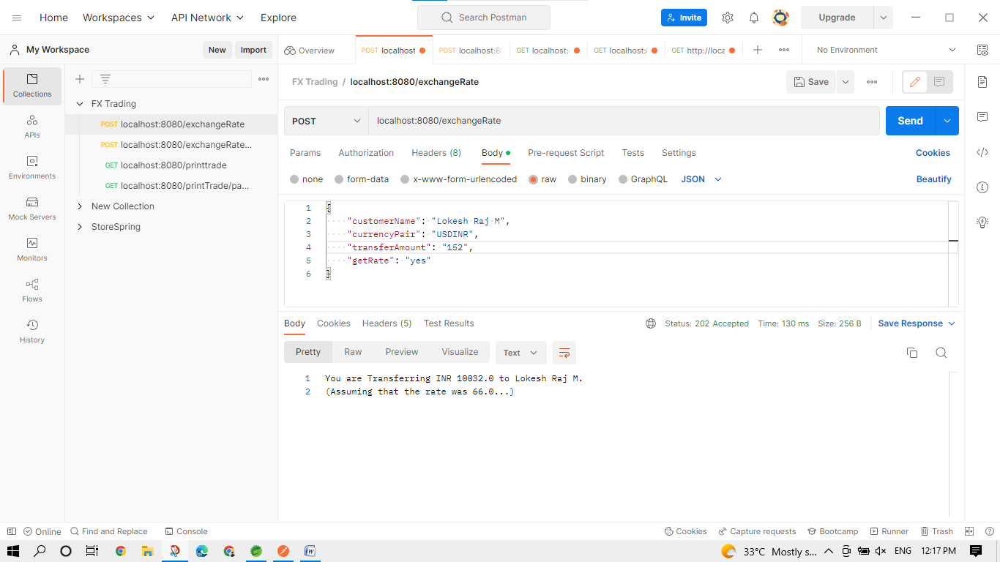 Home Workspaces API Network Explore Search Postman Invite Upgrade
My Workspace New Import Overview POST localhost POST localhost:8 GET localhost: GET localhost: GET http://loca No Environment
Collections
APIs
Environments
Mock Servers
Monitors
Flows
History
FX Trading
POST localhost:8080/exchangeRate
POST localhost:8080/exchangeRate...
GET localhost:8080/printtrade
GET localhost:8080/printTrade/pa...
New Collection
StoreSpring
FX Trading / localhost:8080/exchangeRate Save
POST localhost:8080/exchangeRate Send
Params Authorization Headers (8) Body Pre-request Script Tests Settings Cookies
none form-data x-www-form-urlencoded raw binary GraphQL JSON Beautify
1 {
2 "customerName": "Lokesh Raj M",
3 "currencyPair": "USDINR",
4 "transferAmount": "152",
5 "getRate": "yes"
6 }
Body Cookies Headers (5) Test Results Status: 202 Accepted Time: 130 ms Size: 256 B Save Response
Pretty Raw Preview Visualize Text
1 You are Transferring INR 10032.0 to Lokesh Raj M.
2 (Assuming that the rate was 66.0...)
Online Find and Replace Console Cookies Capture requests Bootcamp Runner Trash
33°C Mostly s... ENG 12:17 PM